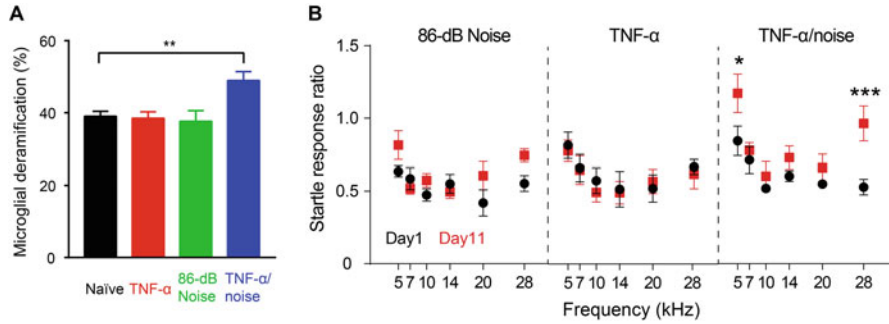 A
Microglial deramification (%)
60
40
20
0
**
Naïve
TNF-α
86-dB
Noise
TNF-α/
noise
B
86-dB Noise
TNF-α
TNF-α/noise
Startle response ratio
1.5
1.0
0.5
0
*
***
Day1 Day11
5 7 10 14 20 28
5 7 10 14 20 28
5 7 10 14 20 28
Frequency (kHz)